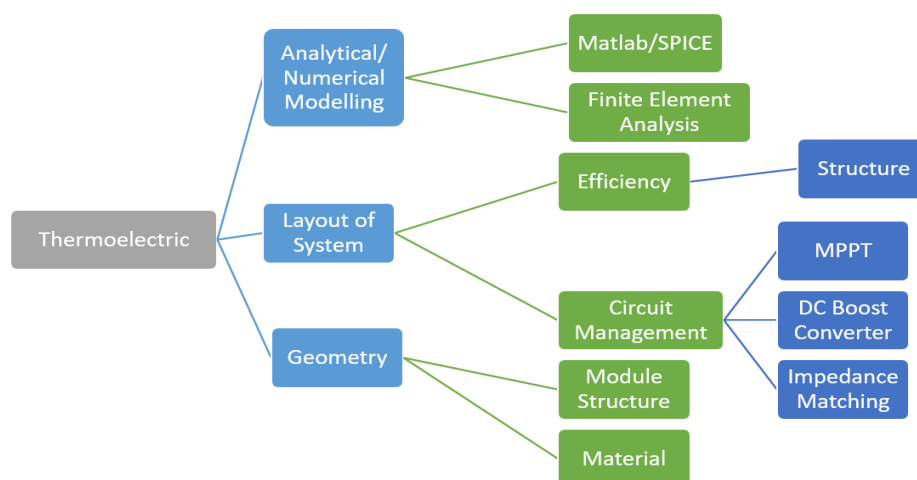 Thermoelectric
Analytical/
Numerical
Modelling
Layout of
System
Geometry
Matlab/SPICE
Finite Element
Analysis
Efficiency
Circuit
Management
Module
Structure
Material
Structure
MPPT
DC Boost
Converter
Impedance
Matching